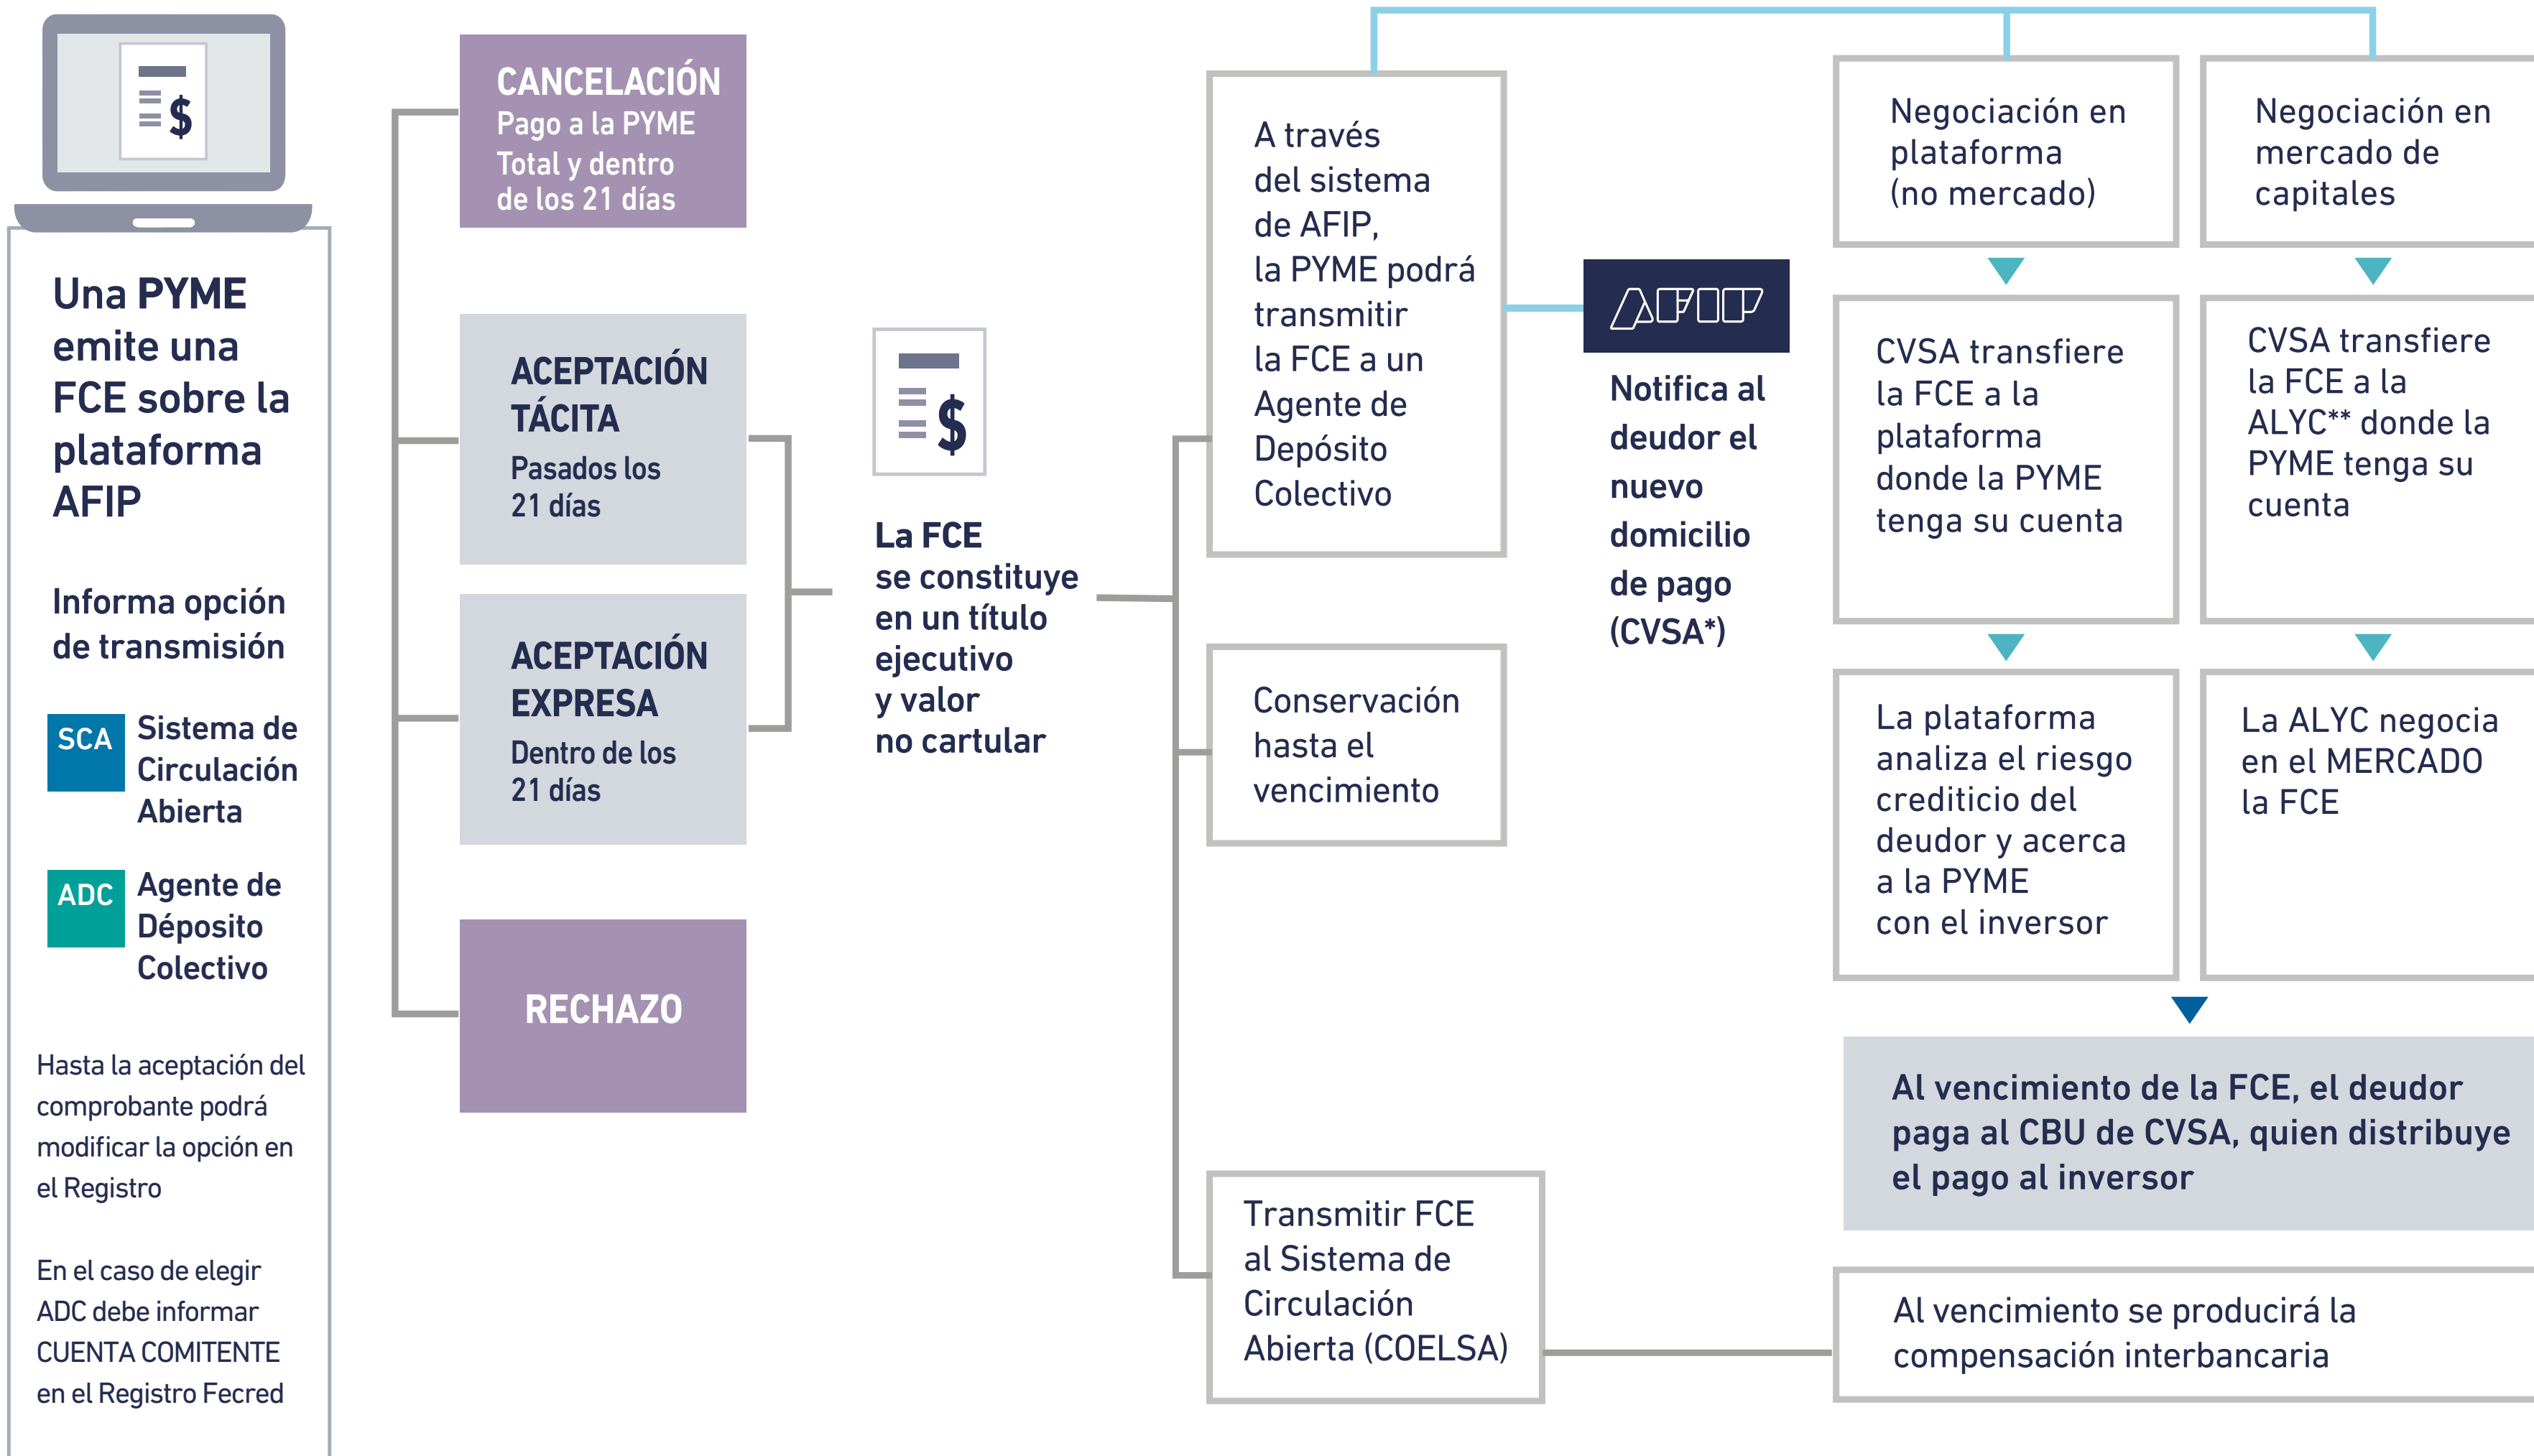 $
Una PYME
emite una
FCE sobre la
plataforma
AFIP
Informa opción
de transmisión
SCA
Sistema de
Circulación
Abierta
ADC
Agente de
Déposito
Colectivo
Hasta la aceptación del
comprobante podrá
modificar la opción en
el Registro
En el caso de elegir
ADC debe informar
CUENTA COMITENTE
en el Registro Fecred
CANCELACIÓN
Pago a la PYME
Total y dentro
de los 21 días
ACEPTACIÓN
TÁCITA
Pasados los
21 días
ACEPTACIÓN
EXPRESA
Dentro de los
21 días
RECHAZO
$
La FCE
se constituye
en un título
ejecutivo
y valor
no cartular
A través
del sistema
de AFIP,
la PYME podrá
transmitir
la FCE a un
Agente de
Depósito
Colectivo
Conservación
hasta el
vencimiento
Transmitir FCE
al Sistema de
Circulación
Abierta (COELSA)
AFIP
Notifica al
deudor el
nuevo
domicilio
de pago
(CVSA*)
Negociación en
plataforma
(no mercado)
CVSA transfiere
la FCE a la
plataforma
donde la PYME
tenga su cuenta
La plataforma
analiza el riesgo
crediticio del
deudor y acerca
a la PYME
con el inversor
Negociación en
mercado de
capitales
CVSA transfiere
la FCE a la
ALYC** donde la
PYME tenga su
cuenta
La ALYC negocia
en el MERCADO
la FCE
Al vencimiento de la FCE, el deudor
paga al CBU de CVSA, quien distribuye
el pago al inversor
Al vencimiento se producirá la
compensación interbancaria